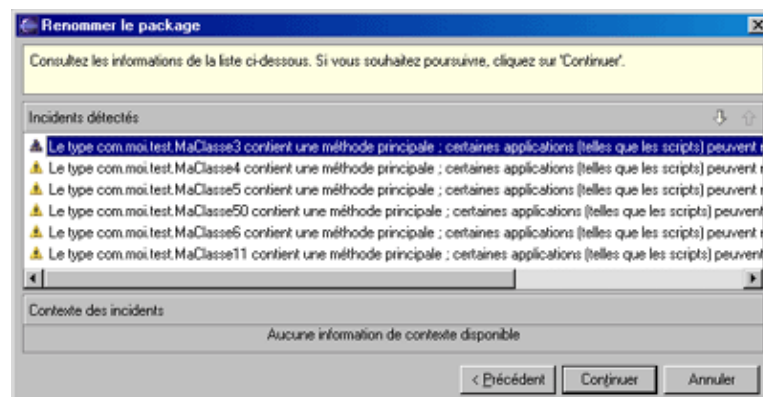 Renommer le package
Consultez les informations de la liste ci-dessous. Si vous souhaitez poursuivre, cliquez sur 'Continuer'.
Incidents détectés
Le type com.moi.test.MaClasse3 contient une méthode principale ; certaines applications (telles que les scripts) peuvent
Le type com.moi.test.MaClasse4 contient une méthode principale ; certaines applications (telles que les scripts) peuvent
Le type com.moi.test.MaClasse5 contient une méthode principale ; certaines applications (telles que les scripts) peuvent
Le type com.moi.test.MaClasse50 contient une méthode principale ; certaines applications (telles que les scripts) peuvent
Le type com.moi.test.MaClasse6 contient une méthode principale ; certaines applications (telles que les scripts) peuvent
Le type com.moi.test.MaClasse11 contient une méthode principale ; certaines applications (telles que les scripts) peuvent
Contexte des incidents
Aucune information de contexte disponible
< Précédent Continuer Annuler